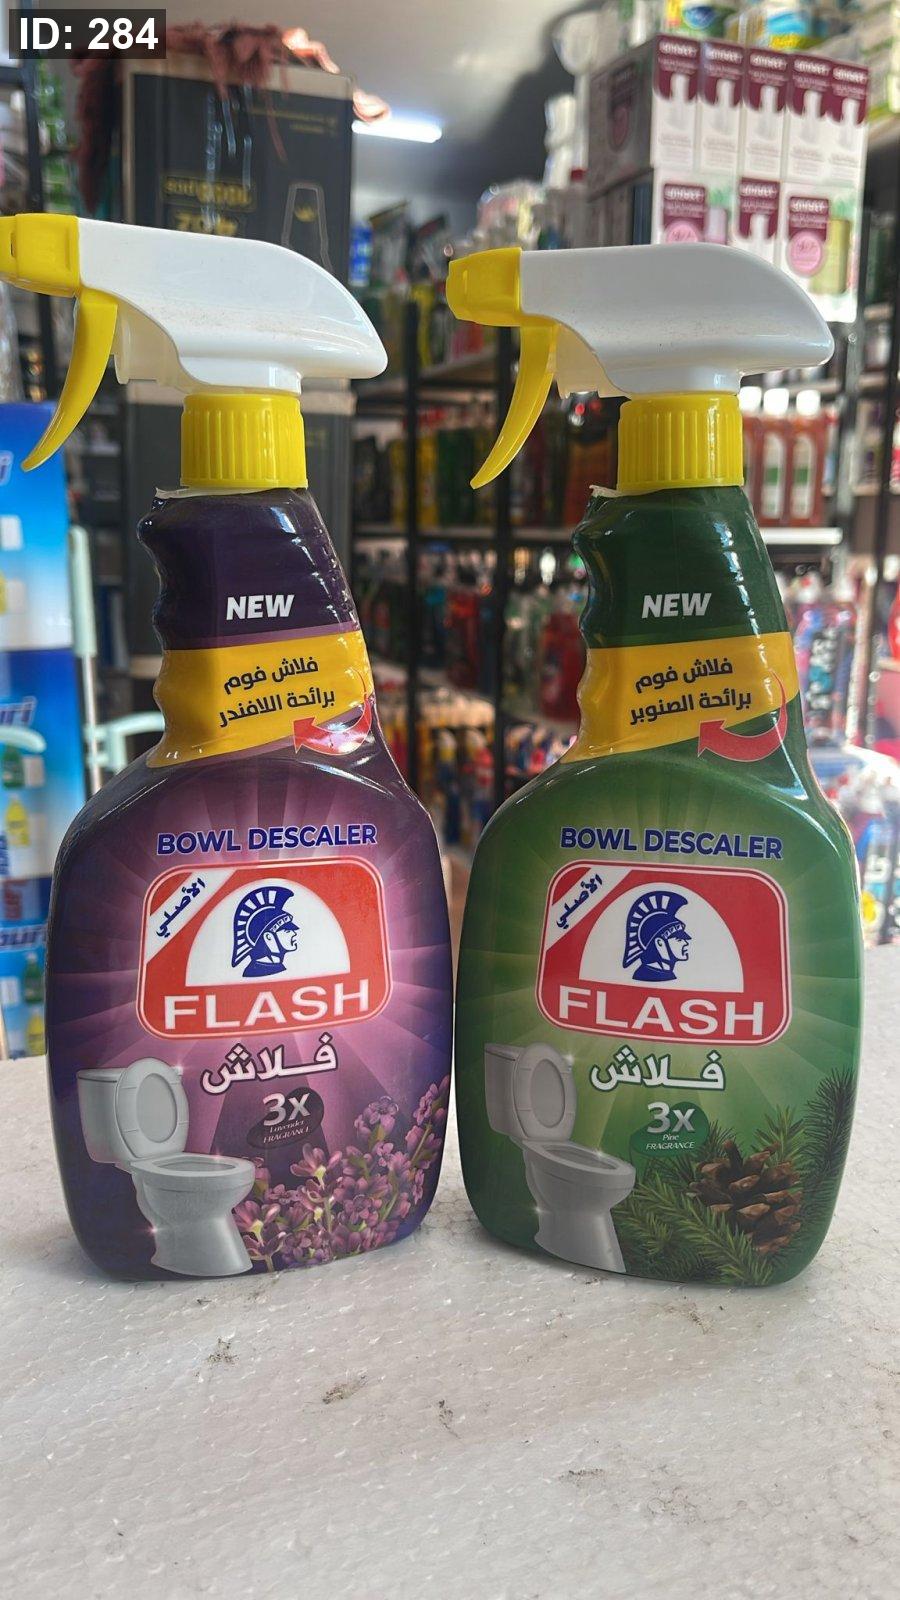 ID: 284
NEW
فلاش فوم
برائحة اللافندر
BOWL DESCALER
الأصلي
FLASH
فلاش
3x
Lavender
FRAGRANCE
NEW
فلاش فوم
برائحة الصنوبر
BOWL DESCALER
الأصلي
FLASH
فلاش
3x
Pine
FRAGRANCE